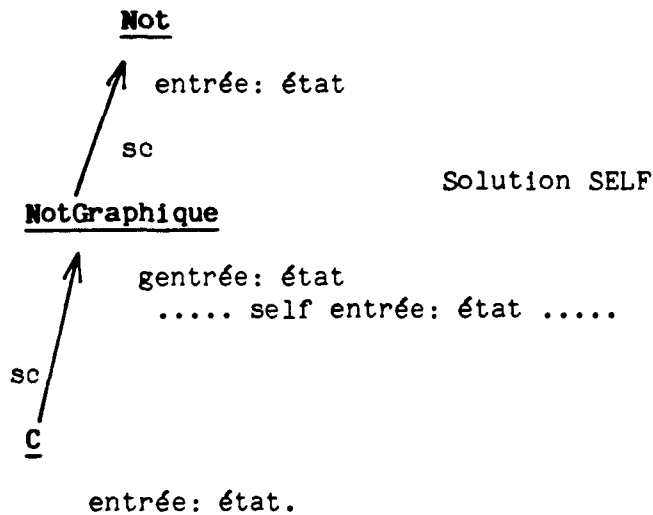 Not
entrée: état
sc
Solution SELF
NotGraphique
gentrée: état
..... self entrée: état .....
sc
C
entrée: état.